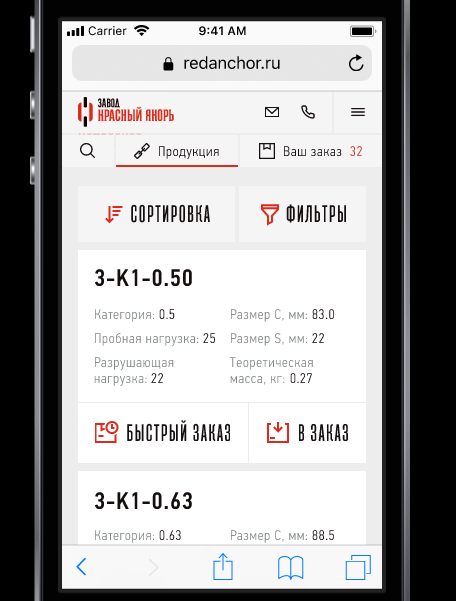 Carrier 9:41 AM
redanchor.ru
ЗАВОД
КРАСНЫЙ ЯКОРЬ
Продукция
Ваш заказ 32
СОРТИРОВКА
ФИЛЬТРЫ
3-К1-0.50
Категория: 0.5
Размер С, мм: 83.0
Пробная нагрузка: 25
Размер S, мм: 22
Разрушающая
нагрузка: 22
Теоретическая
масса, кг: 0.27
БЫСТРЫЙ ЗАКАЗ
В ЗАКАЗ
3-К1-0.63
Категория: 0.63
Размер С, мм: 88.5